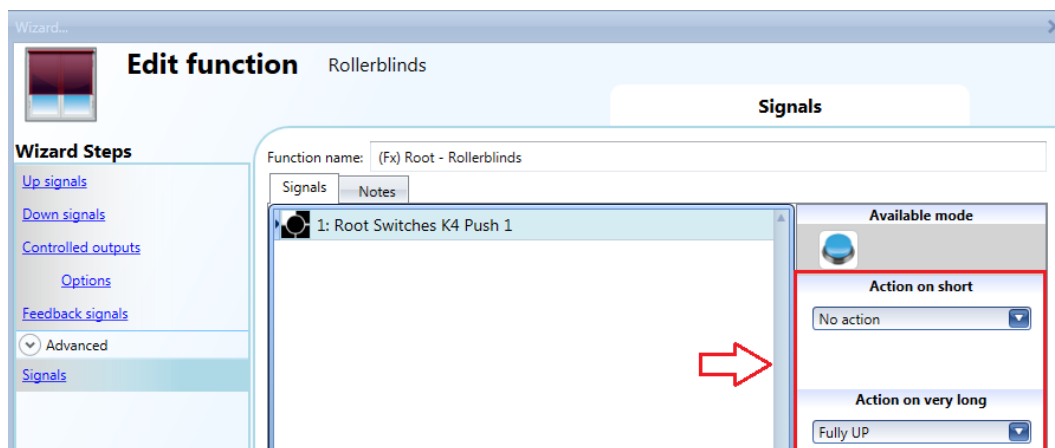 Wizard...
Edit function Rollerblinds
Signals
Wizard Steps
Up signals
Down signals
Controlled outputs
Options
Feedback signals
Advanced
Signals
Function name: (Fx) Root - Rollerblinds
Signals Notes
1: Root Switches K4 Push 1
Available mode
Action on short
No action
Action on very long
Fully UP